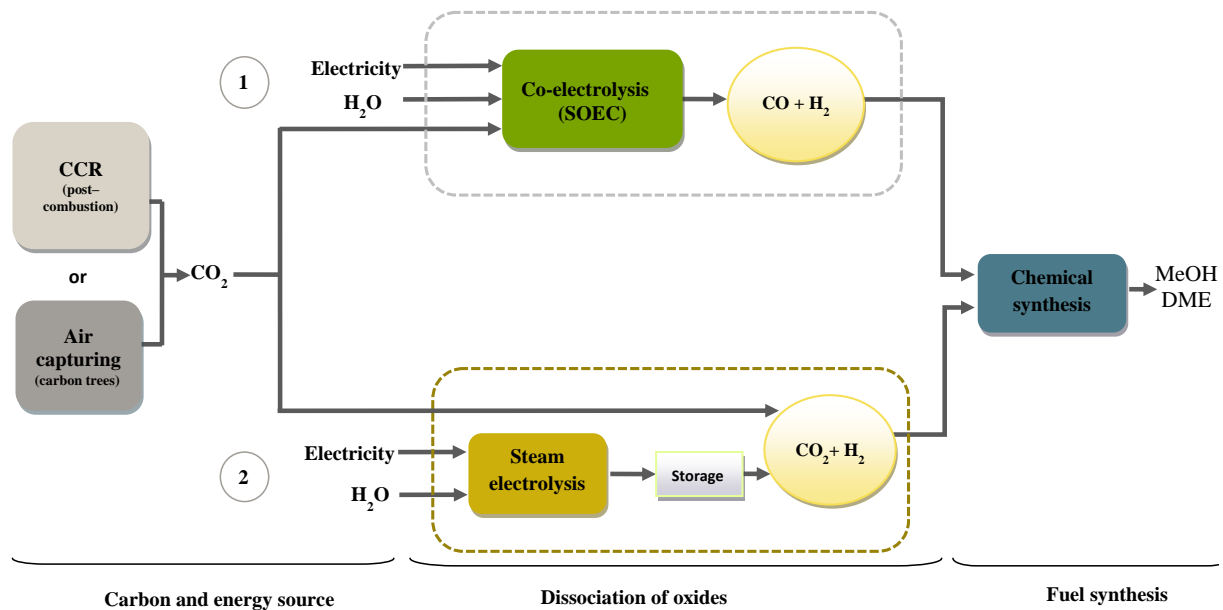 1
Electricity
H₂O
Co-electrolysis
(SOEC)
CO + H₂
CCR
(post–
combustion)
or
Air
capturing
(carbon trees)
CO₂
Chemical
synthesis
MeOH
DME
2
Electricity
H₂O
Steam
electrolysis
Storage
CO₂+ H₂
Carbon and energy source
Dissociation of oxides
Fuel synthesis